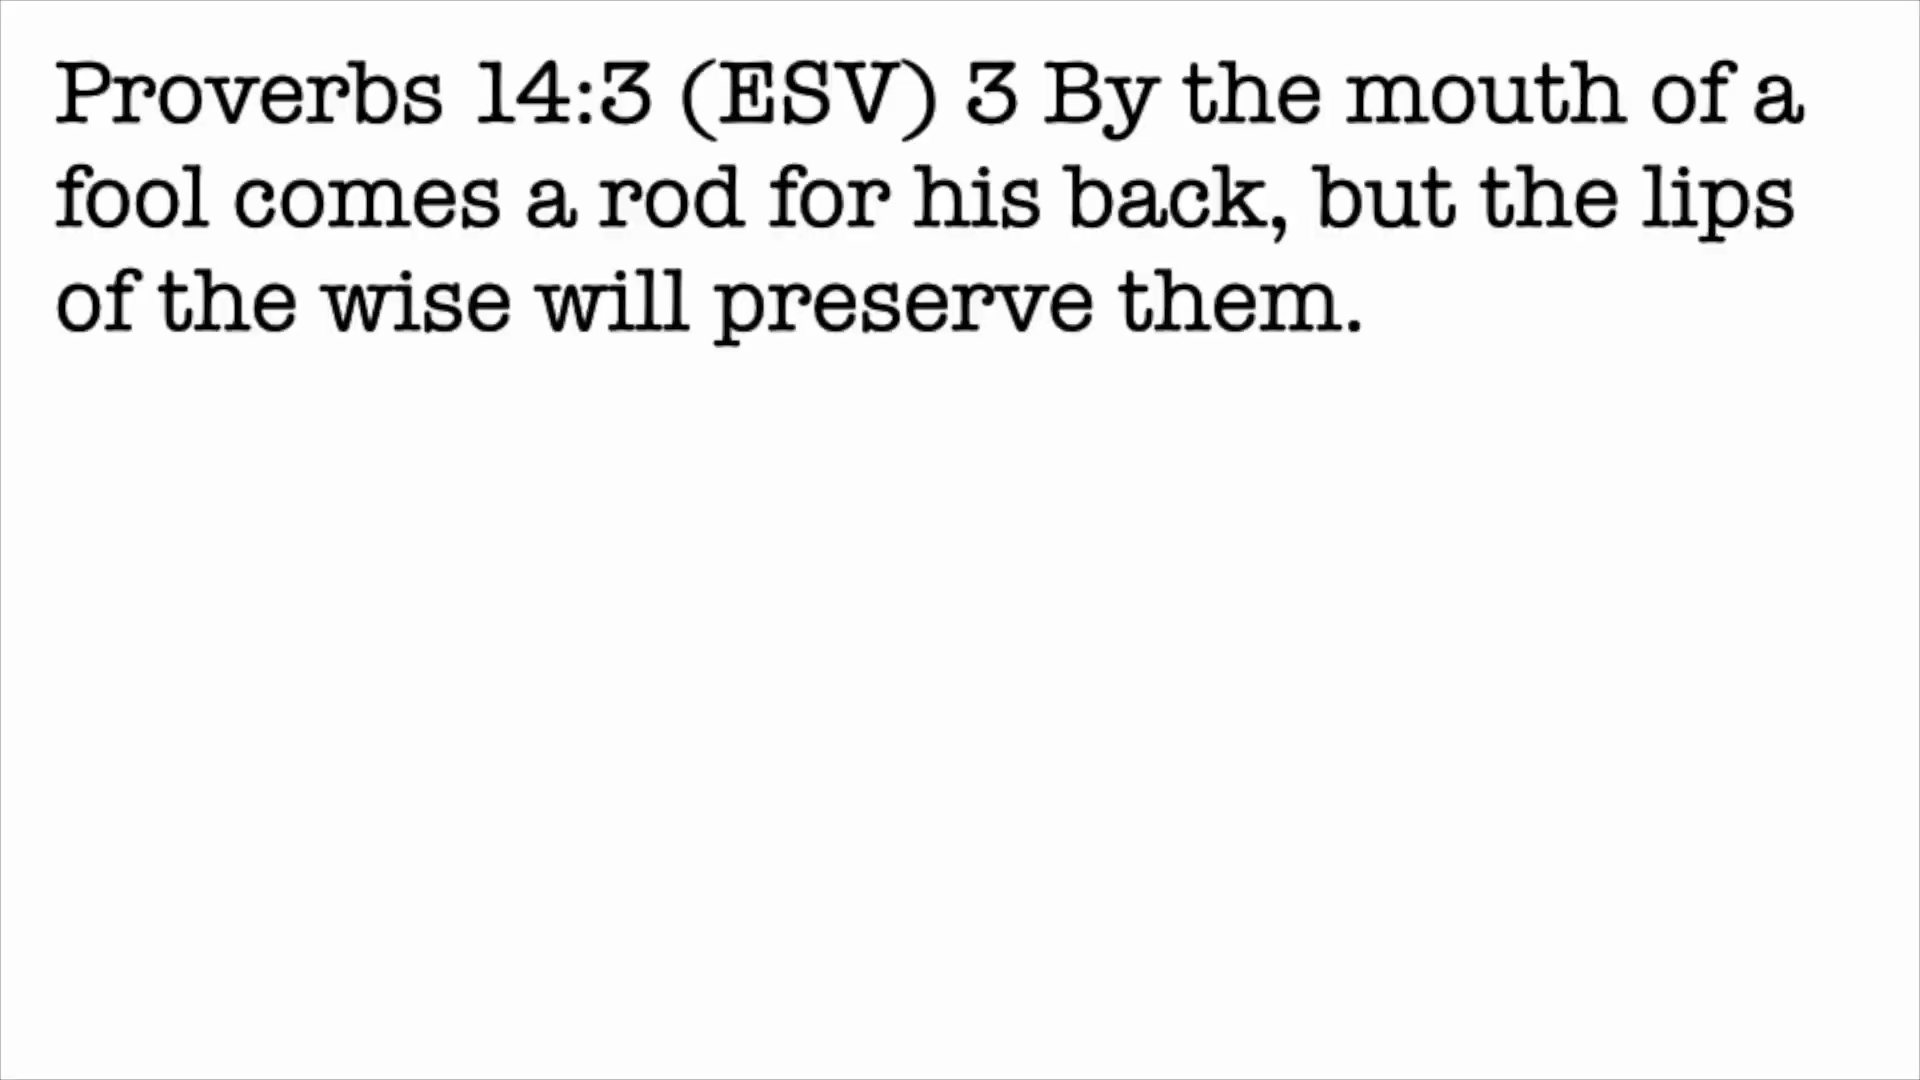 Proverbs 14:3 (ESV) 3 By the mouth of a
fool comes a rod for his back, but the lips
of the wise will preserve them.